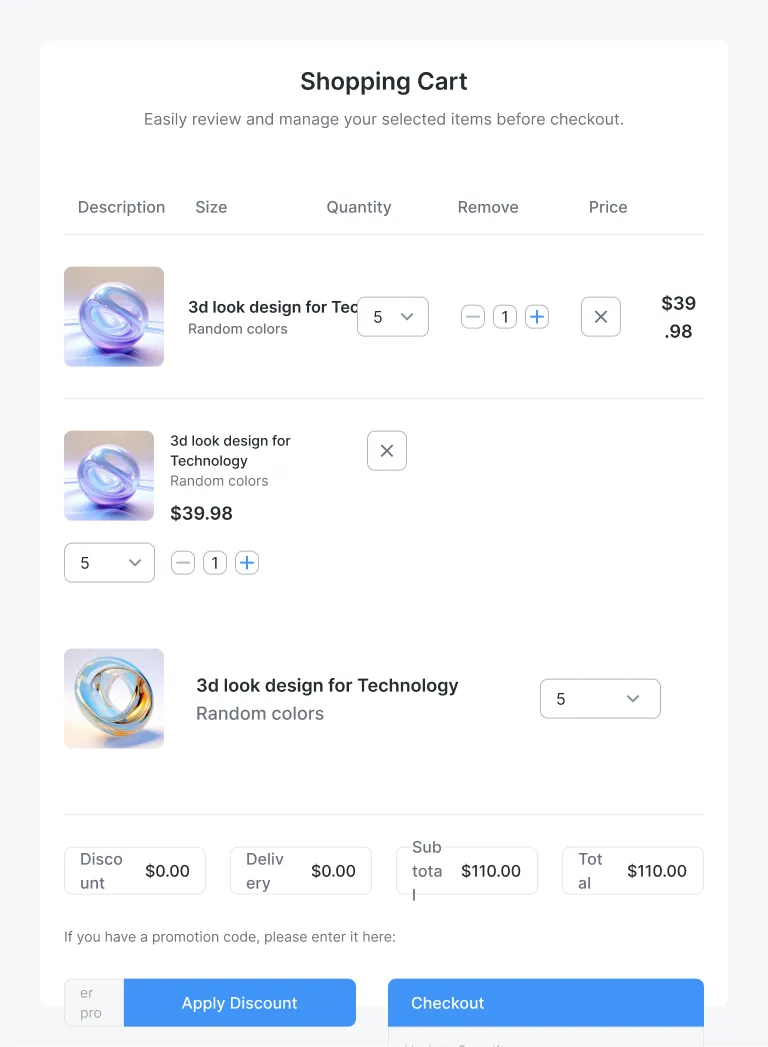 Shopping Cart
Easily review and manage your selected items before checkout.
Description Size Quantity Remove Price
3d look design for Tec
Random colors
5
1
$39
.98
3d look design for
Technology
Random colors
$39.98
5
1
3d look design for Technology
Random colors
5
Disco
unt
$0.00
Deliv
ery
$0.00
Sub
tota
l
$110.00
Tot
al
$110.00
If you have a promotion code, please enter it here:
er
pro
Apply Discount
Checkout